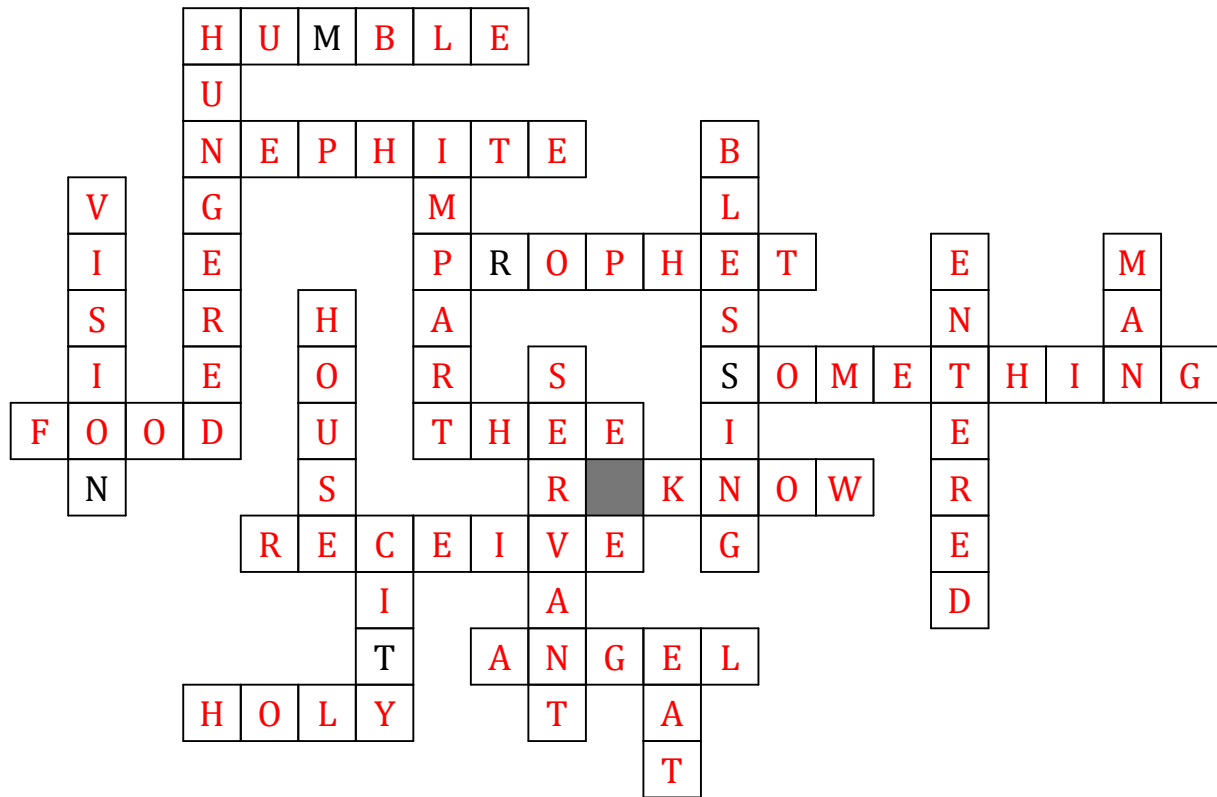 HUMBLE
HUNGERED
NEPHITE
IMPART
BLESSING
VISION
PROPHET
ENTERED
MAN
HOUSE
SERVANT
SOMETHING
FOOD
THEE
KNOW
RECEIVE
CITY
ANGEL
EAT
HOLY